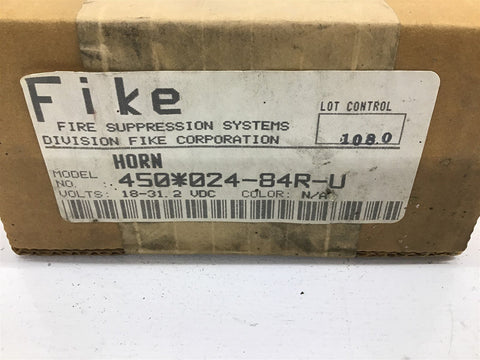 Fike
LOT CONTROL
FIRE SUPPRESSION SYSTEMS
1080
DIVISION FIKE CORPORATION
HORN
MODEL
NO. 450*024-84R-U
VOLTS: 18-31.2 VDC COLOR: N/A